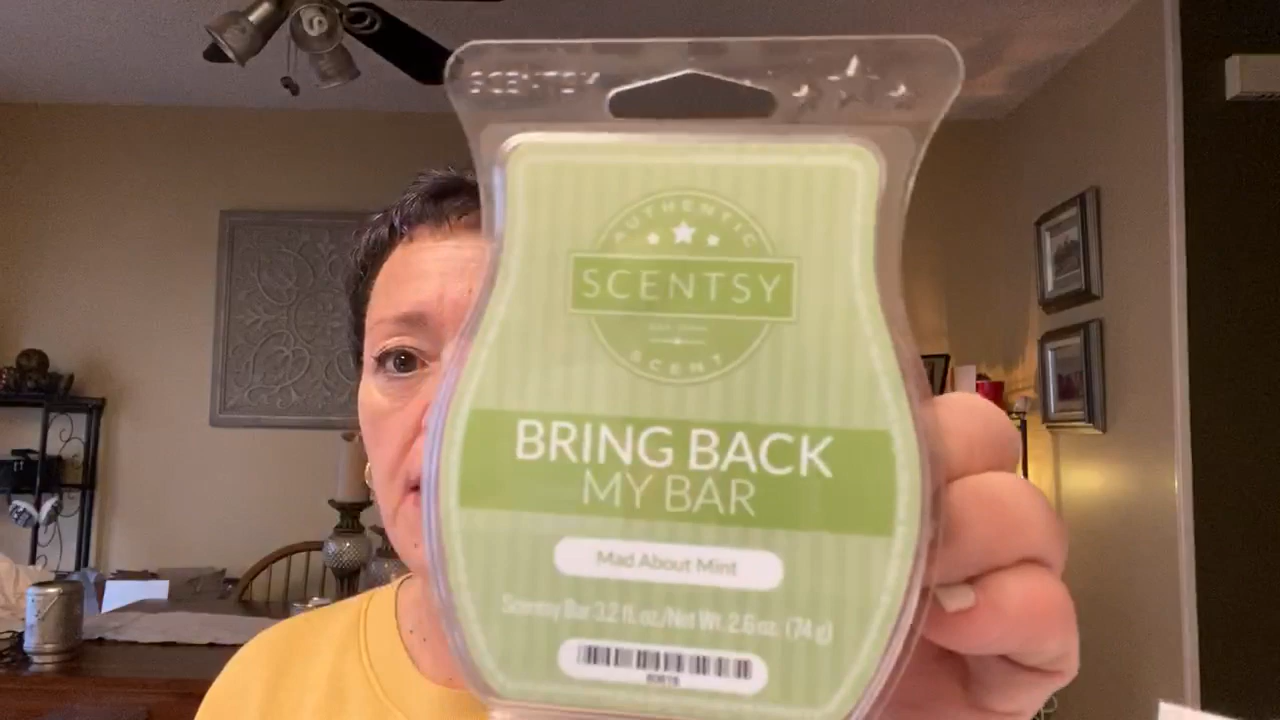 SCENTSY
AUTHENTIC
SCENTSY
SCENT
BRING BACK
MY BAR
Mad About Mint
Scentsy Bar 3.2 fl. oz./Net Wt. 2.6 oz. (74 g)